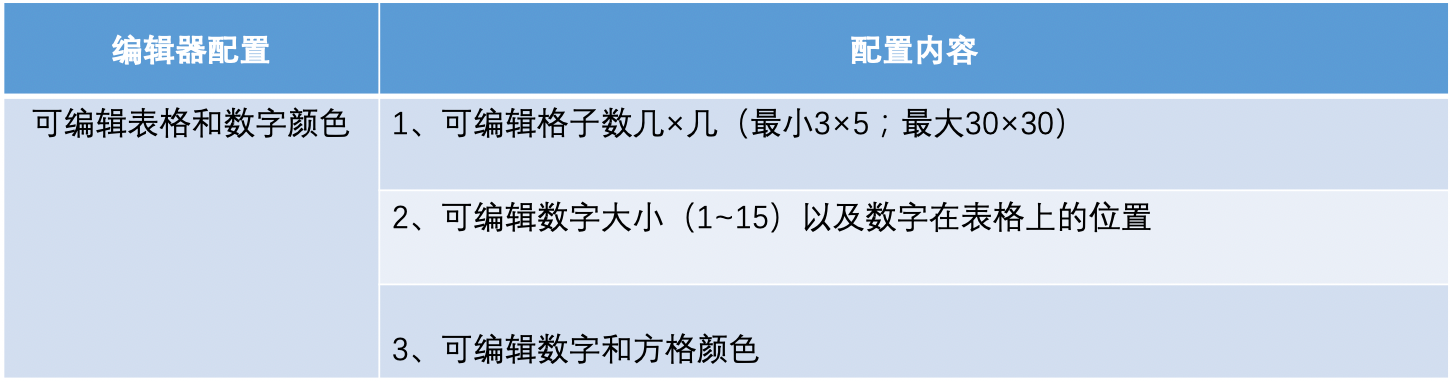 编辑器配置
配置内容
可编辑表格和数字颜色
1、可编辑格子数几×几（最小3×5；最大30×30）
2、可编辑数字大小（1~15）以及数字在表格上的位置
3、可编辑数字和方格颜色